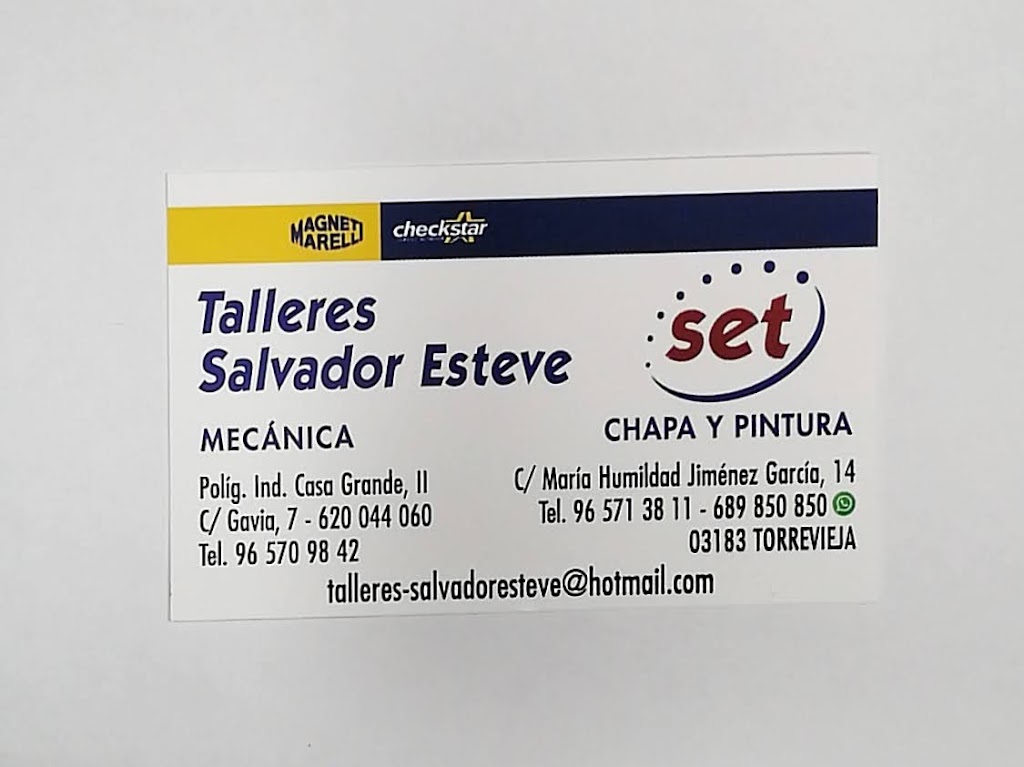 MAGNETI MARELLI
checkstar
Talleres
Salvador Esteve
set
MECÁNICA
Políg. Ind. Casa Grande, II
C/ Gavia, 7 - 620 044 060
Tel. 96 570 98 42
CHAPA Y PINTURA
C/ María Humildad Jiménez García, 14
Tel. 96 571 38 11 - 689 850 850
03183 TORREVIEJA
talleres-salvadoresteve@hotmail.com